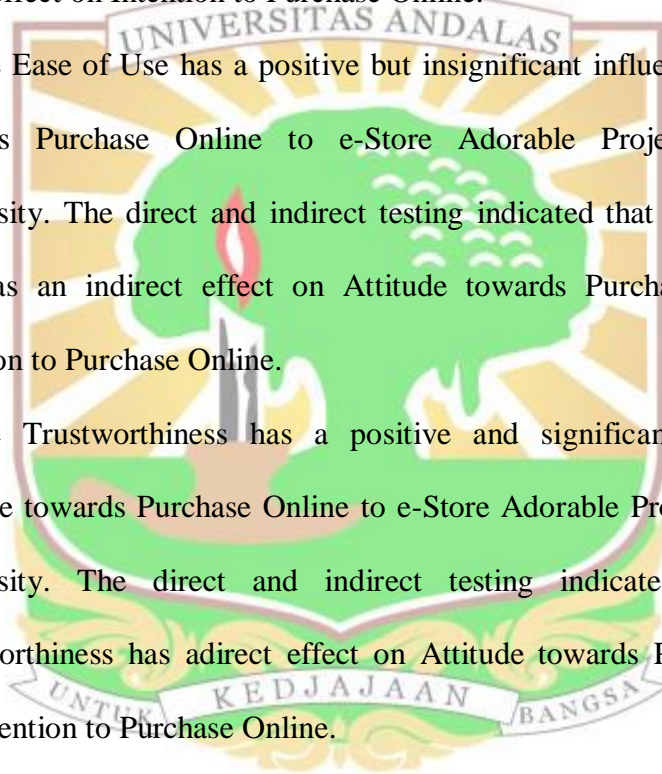 ffect on Intention to Purchase Online.
UNIVERSITAS ANDALAS
Ease of Use has a positive but insignificant influe
s Purchase Online to e-Store Adorable Proje
sity. The direct and indirect testing indicated that
as an indirect effect on Attitude towards Purcha
on to Purchase Online.
Trustworthiness has a positive and significan
e towards Purchase Online to e-Store Adorable Pro
sity. The direct and indirect testing indicate
orthiness has adirect effect on Attitude towards
UNTUK KEDJAJAAN BANGSA
ention to Purchase Online.